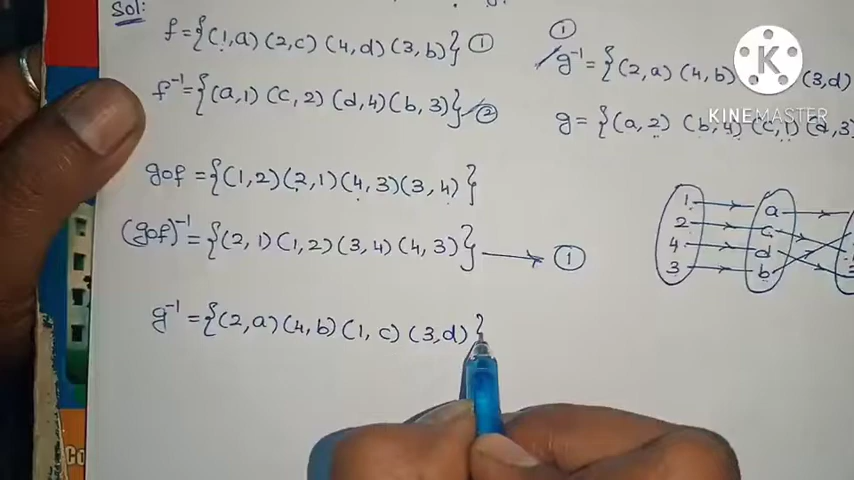 Sol:
f = {(1,a)(2,c)(4,d)(3,b)} ①
f⁻¹ = {(a,1)(c,2)(d,4)(b,3)} ②
gof = {(1,2)(2,1)(4,3)(3,4)}
(gof)⁻¹ = {(2,1)(1,2)(3,4)(4,3)} → ①
g⁻¹ = {(2,a)(4,b)(1,c)(3,d)}
①
g⁻¹ = {(2,a)(4,b) (3,d)
g = {(a,2)(b,4)(c,1)(d,3)
1 a
2 c
4 d
3 b
K
KINEMASTER